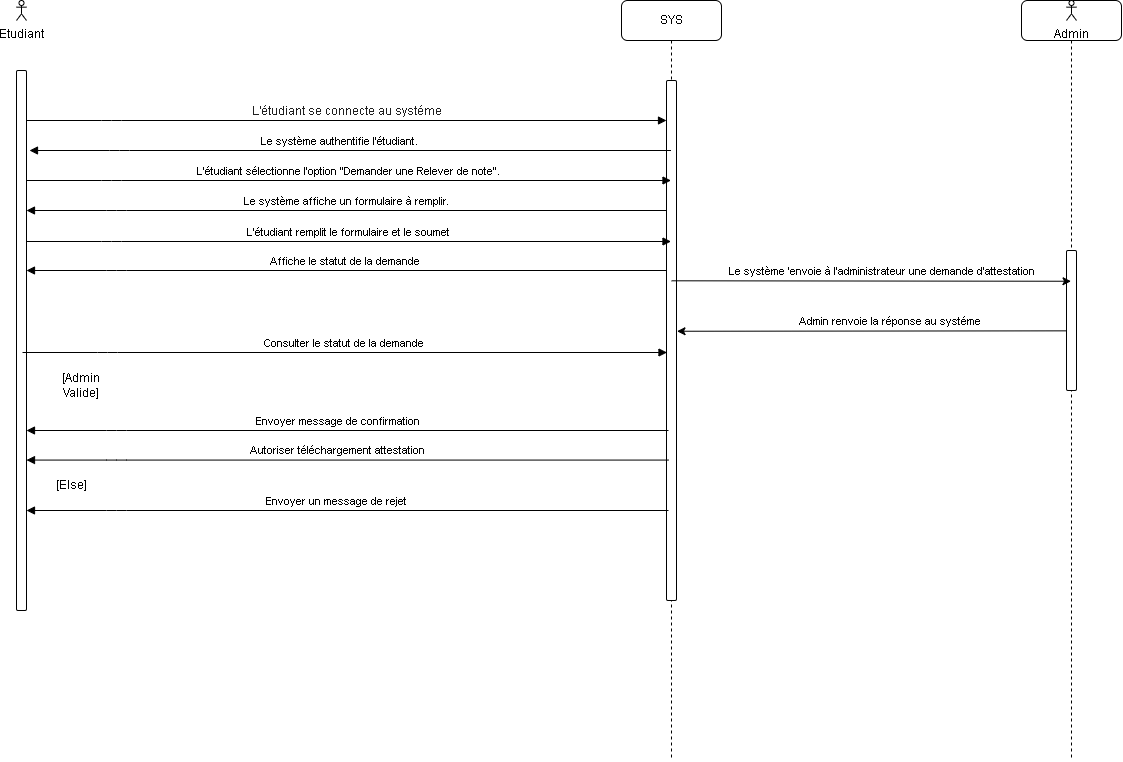 Etudiant
SYS
Admin
L'étudiant se connecte au systéme
Le système authentifie l'étudiant.
L'étudiant sélectionne l'option "Demander une Relever de note".
Le système affiche un formulaire à remplir.
L'étudiant remplit le formulaire et le soumet
Affiche le statut de la demande
Le système 'envoie à l'administrateur une demande d'attestation
Admin renvoie la réponse au systéme
Consulter le statut de la demande
[Admin
Valide]
Envoyer message de confirmation
Autoriser téléchargement attestation
[Else]
Envoyer un message de rejet